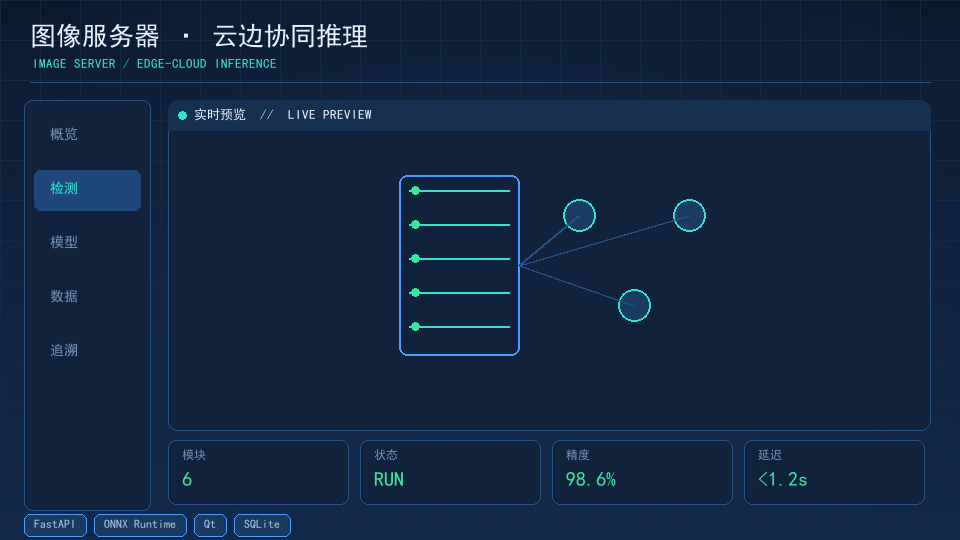 图像服务器 · 云边协同推理
IMAGE SERVER / EDGE-CLOUD INFERENCE
概览
检测
模型
数据
追溯
实时预览 // LIVE PREVIEW
模块
6
状态
RUN
精度
98.6%
延迟
<1.2s
FastAPI
ONNX Runtime
Qt
SQLite